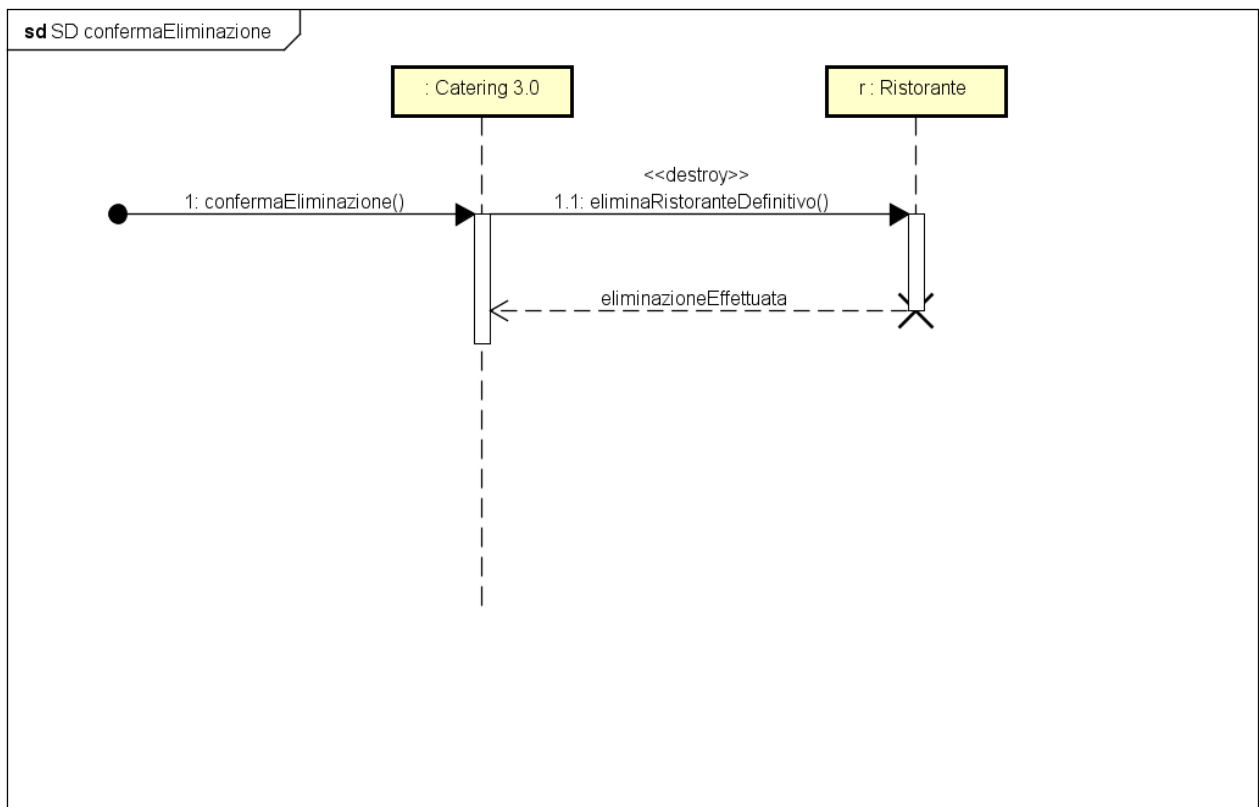 sd SD confermaEliminazione
: Catering 3.0
r : Ristorante
<<destroy>>
1: confermaEliminazione()
1.1: eliminaRistoranteDefinitivo()
eliminazioneEffettuata